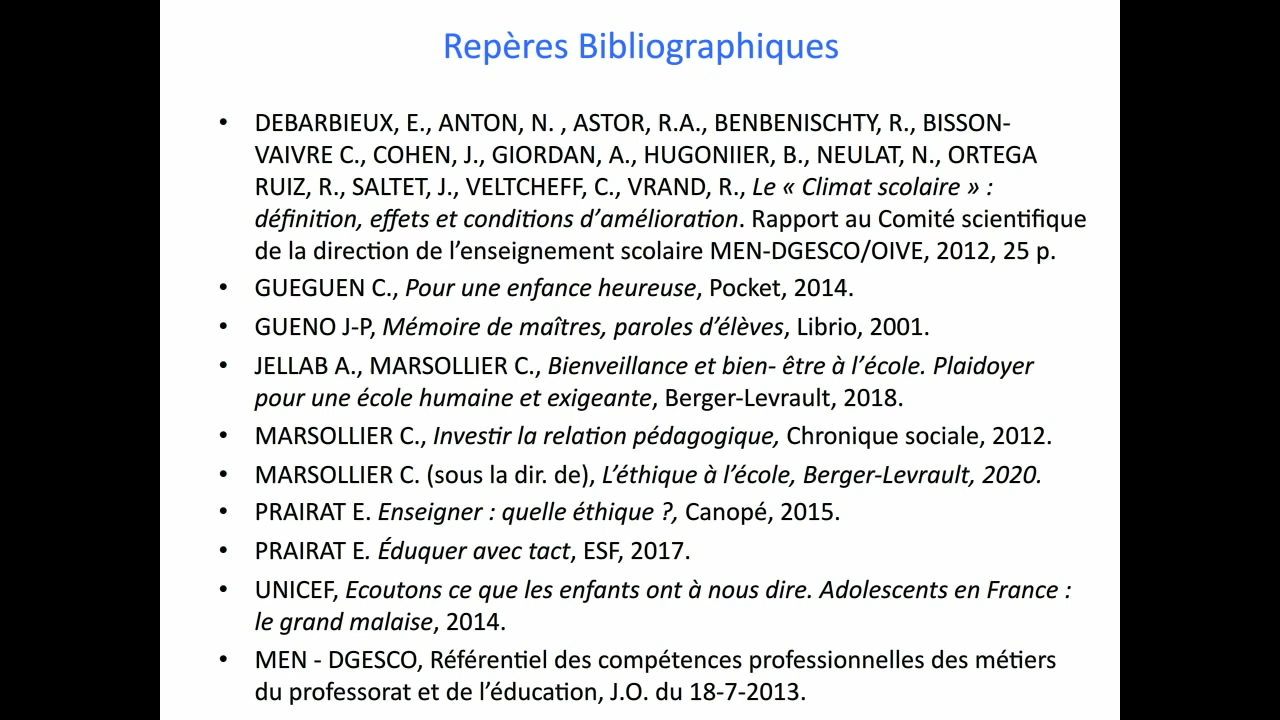 Repères Bibliographiques
• DEBARBIEUX, E., ANTON, N. , ASTOR, R.A., BENBENISCHTY, R., BISSON-
VAIVRE C., COHEN, J., GIORDAN, A., HUGONIIER, B., NEULAT, N., ORTEGA
RUIZ, R., SALTET, J., VELTCHEFF, C., VRAND, R., Le « Climat scolaire » :
définition, effets et conditions d’amélioration. Rapport au Comité scientifique
de la direction de l’enseignement scolaire MEN-DGESCO/OIVE, 2012, 25 p.
• GUEGUEN C., Pour une enfance heureuse, Pocket, 2014.
• GUENO J-P, Mémoire de maîtres, paroles d’élèves, Librio, 2001.
• JELLAB A., MARSOLLIER C., Bienveillance et bien- être à l’école. Plaidoyer
pour une école humaine et exigeante, Berger-Levrault, 2018.
• MARSOLLIER C., Investir la relation pédagogique, Chronique sociale, 2012.
• MARSOLLIER C. (sous la dir. de), L’éthique à l’école, Berger-Levrault, 2020.
• PRAIRAT E. Enseigner : quelle éthique ?, Canopé, 2015.
• PRAIRAT E. Éduquer avec tact, ESF, 2017.
• UNICEF, Ecoutons ce que les enfants ont à nous dire. Adolescents en France :
le grand malaise, 2014.
• MEN - DGESCO, Référentiel des compétences professionnelles des métiers
du professorat et de l’éducation, J.O. du 18-7-2013.